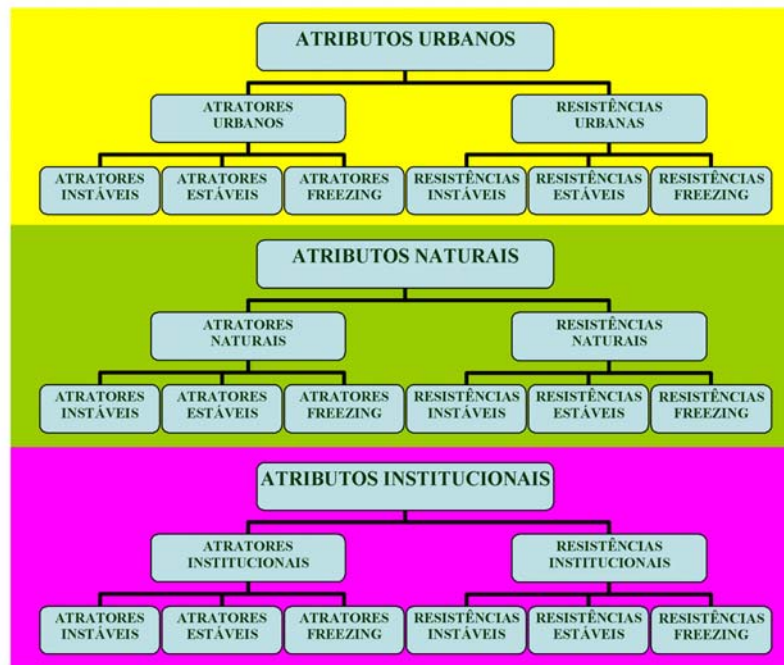 ATRIBUTOS URBANOS
ATRATORES
URBANOS
RESISTÊNCIAS
URBANAS
ATRATORES
INSTÁVEIS
ATRATORES
ESTÁVEIS
ATRATORES
FREEZING
RESISTÊNCIAS
INSTÁVEIS
RESISTÊNCIAS
ESTÁVEIS
RESISTÊNCIAS
FREEZING
ATRIBUTOS NATURAIS
ATRATORES
NATURAIS
RESISTÊNCIAS
NATURAIS
ATRATORES
INSTÁVEIS
ATRATORES
ESTÁVEIS
ATRATORES
FREEZING
RESISTÊNCIAS
INSTÁVEIS
RESISTÊNCIAS
ESTÁVEIS
RESISTÊNCIAS
FREEZING
ATRIBUTOS INSTITUCIONAIS
ATRATORES
INSTITUCIONAIS
RESISTÊNCIAS
INSTITUCIONAIS
ATRATORES
INSTÁVEIS
ATRATORES
ESTÁVEIS
ATRATORES
FREEZING
RESISTÊNCIAS
INSTÁVEIS
RESISTÊNCIAS
ESTÁVEIS
RESISTÊNCIAS
FREEZING